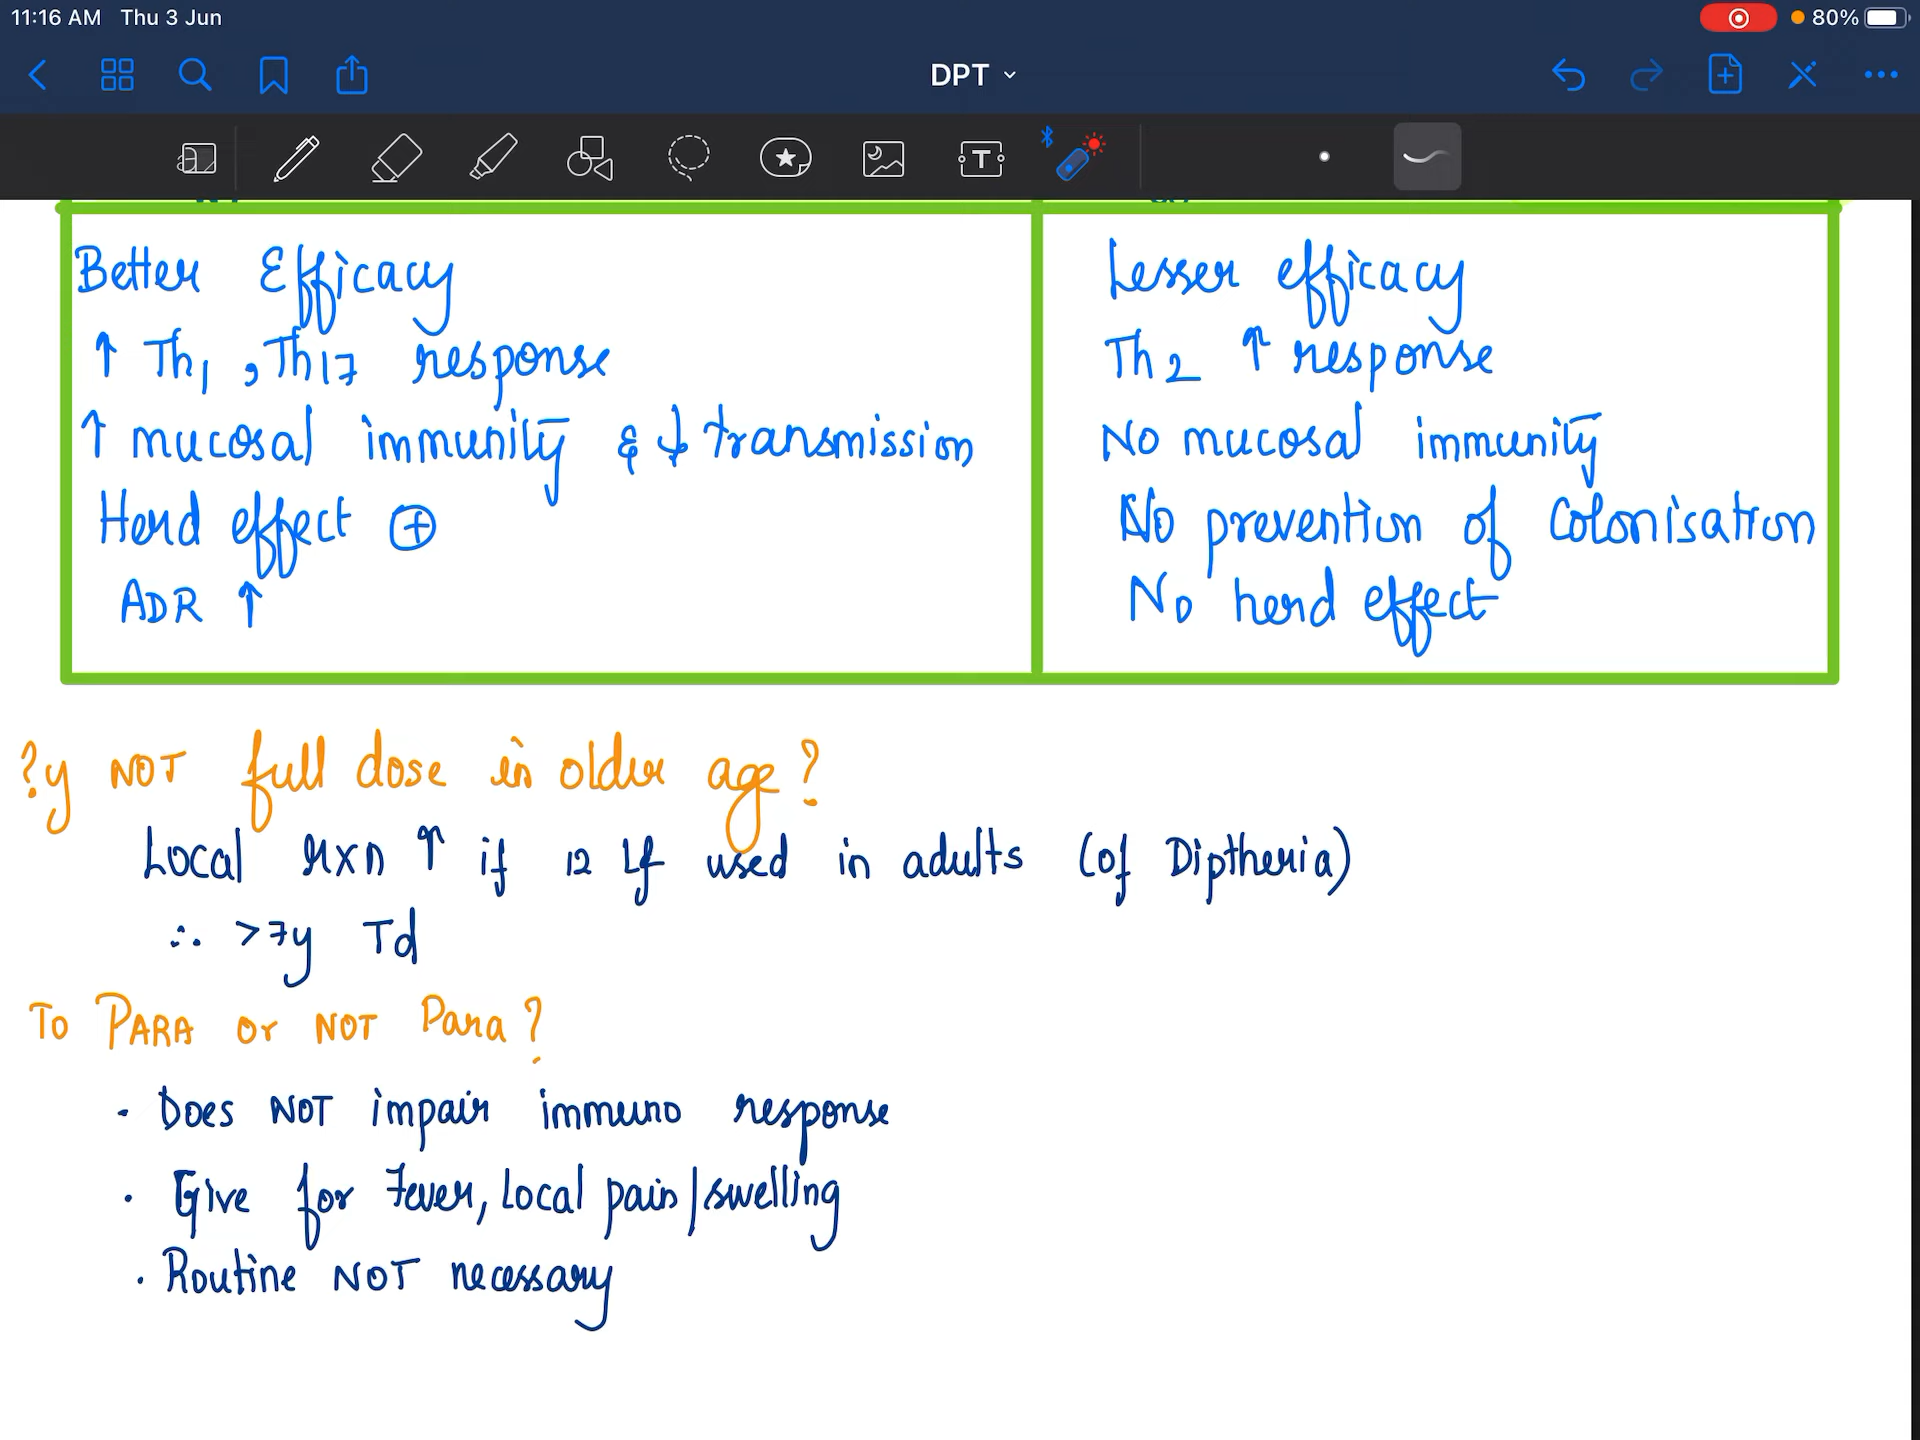 11:16 AM Thu 3 Jun
80%
DPT
Better Efficacy
↑ Th1, Th17 response
↑ mucosal immunity & ↓ transmission
Herd effect ⊕
ADR ↑
Lesser efficacy
Th2 ↑ response
No mucosal immunity
No prevention of Colonisation
No herd effect
?y NOT full dose in older age?
Local rxn ↑ if 12 Lf used in adults (of Diptheria)
∴ >7y Td
To PARA or NOT Para?
· Does NOT impair immuno response
· Give for Fever, Local pain/swelling
· Routine NOT necessary